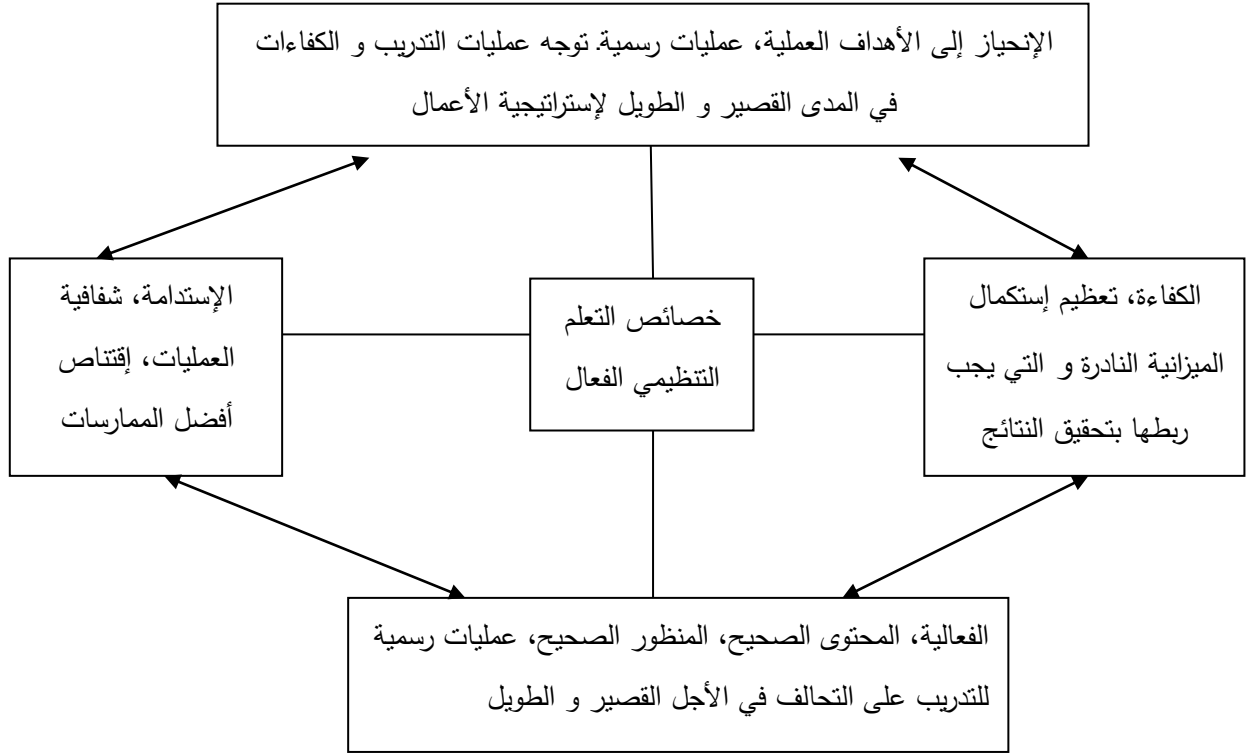 الإنحياز إلى الأهداف العملية، عمليات رسمية. توجه عمليات التدريب و الكفاءات
في المدى القصير و الطويل لإستراتيجية الأعمال
الكفاءة، تعظيم إستكمال
الميزانية النادرة و التي يجب
ربطها بتحقيق النتائج
خصائص التعلم
التنظيمي الفعال
الإستدامة، شفافية
العمليات، إقتناص
أفضل الممارسات
الفعالية، المحتوى الصحيح، المنظور الصحيح، عمليات رسمية
للتدريب على التحالف في الأجل القصير و الطويل